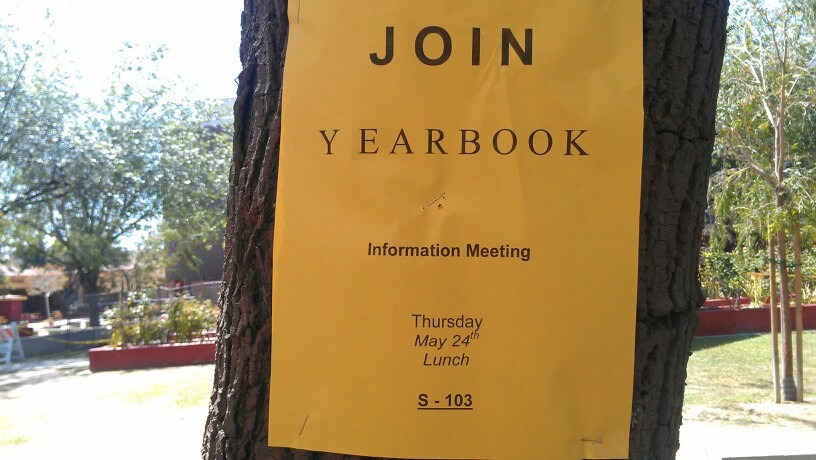 JOIN
YEARBOOK
Information Meeting
Thursday
May 24th
Lunch
S - 103